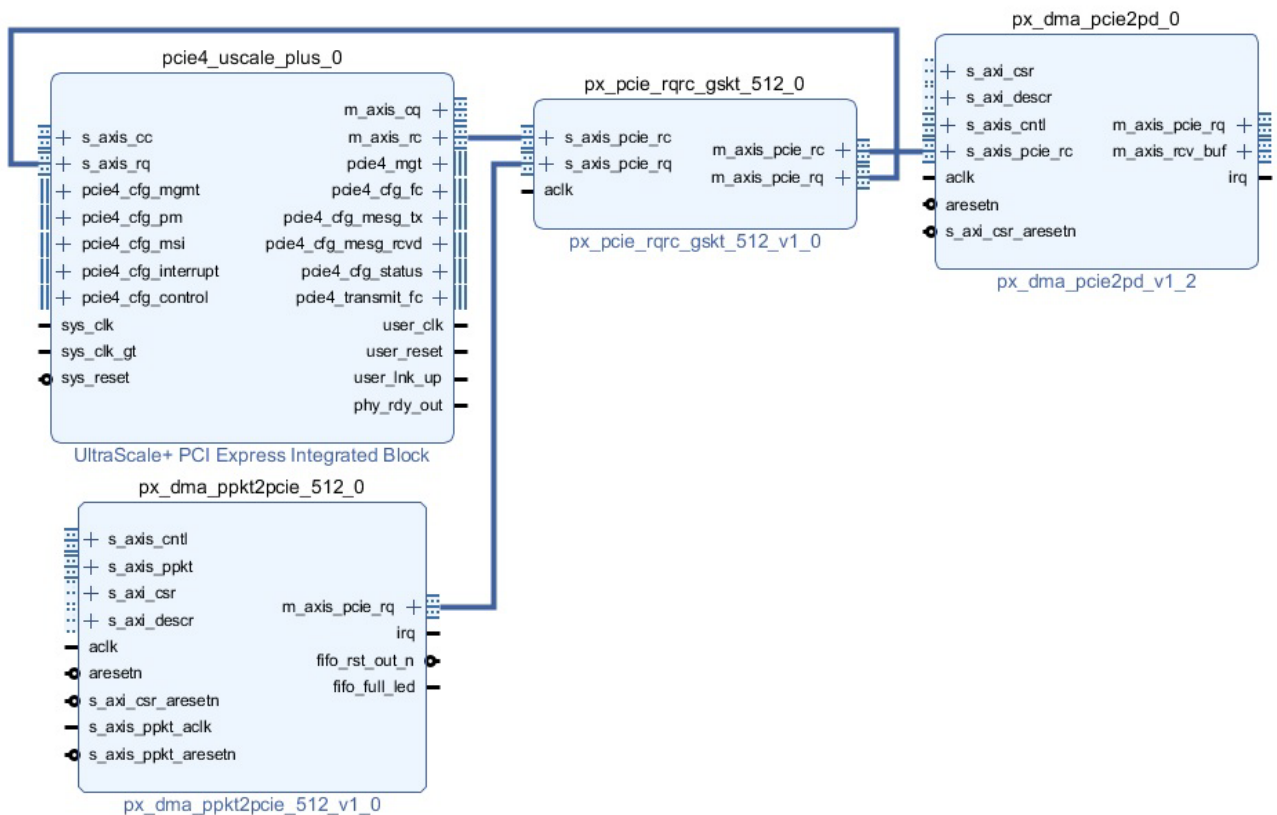 pcie4_uscale_plus_0
s_axis_cc
s_axis_rq
pcie4_cfg_mgmt
pcie4_cfg_pm
pcie4_cfg_msi
pcie4_cfg_interrupt
pcie4_cfg_control
sys_clk
sys_clk_gt
sys_reset
m_axis_cq
m_axis_rc
pcie4_mgt
pcie4_cfg_fc
pcie4_cfg_mesg_tx
pcie4_cfg_mesg_rcvd
pcie4_cfg_status
pcie4_transmit_fc
user_clk
user_reset
user_lnk_up
phy_rdy_out
UltraScale+ PCI Express Integrated Block
px_pcie_rqrc_gskt_512_0
s_axis_pcie_rc
s_axis_pcie_rq
aclk
m_axis_pcie_rc
m_axis_pcie_rq
px_pcie_rqrc_gskt_512_v1_0
px_dma_pcie2pd_0
s_axi_csr
s_axi_descr
s_axis_cntl
s_axis_pcie_rc
aclk
aresetn
s_axi_csr_aresetn
m_axis_pcie_rq
m_axis_rcv_buf
irq
px_dma_pcie2pd_v1_2
px_dma_ppkt2pcie_512_0
s_axis_cntl
s_axis_ppkt
s_axi_csr
s_axi_descr
aclk
aresetn
s_axi_csr_aresetn
s_axis_ppkt_aclk
s_axis_ppkt_aresetn
m_axis_pcie_rq
irq
fifo_rst_out_n
fifo_full_led
px_dma_ppkt2pcie_512_v1_0